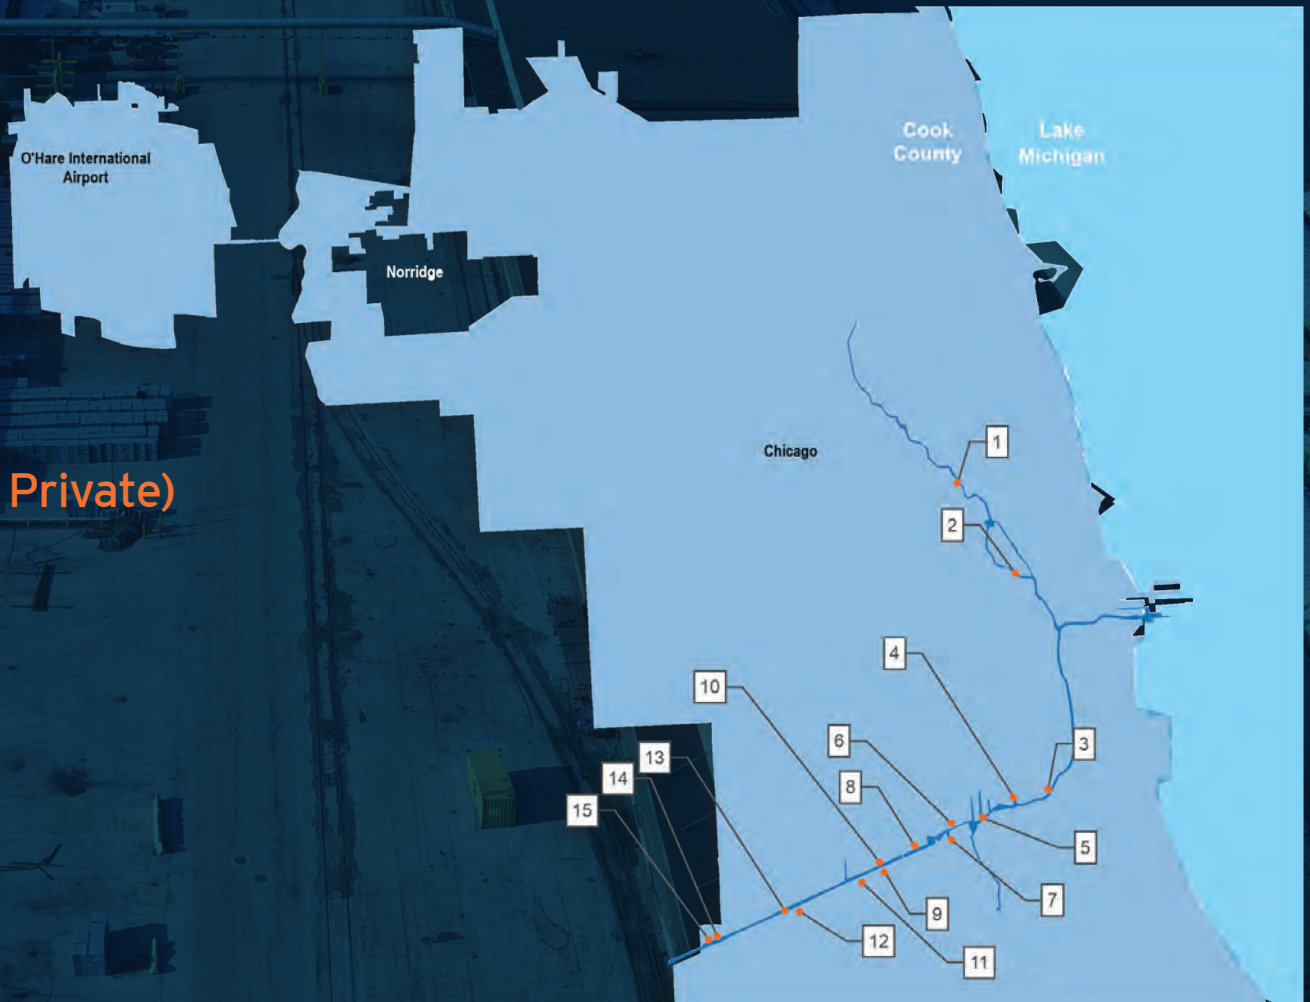 Cook
County
Lake
Michigan
O'Hare International
Airport
Norridge
Chicago
1
Private)
2
4
10
6
3
13
14
8
15
5
7
9
12
11